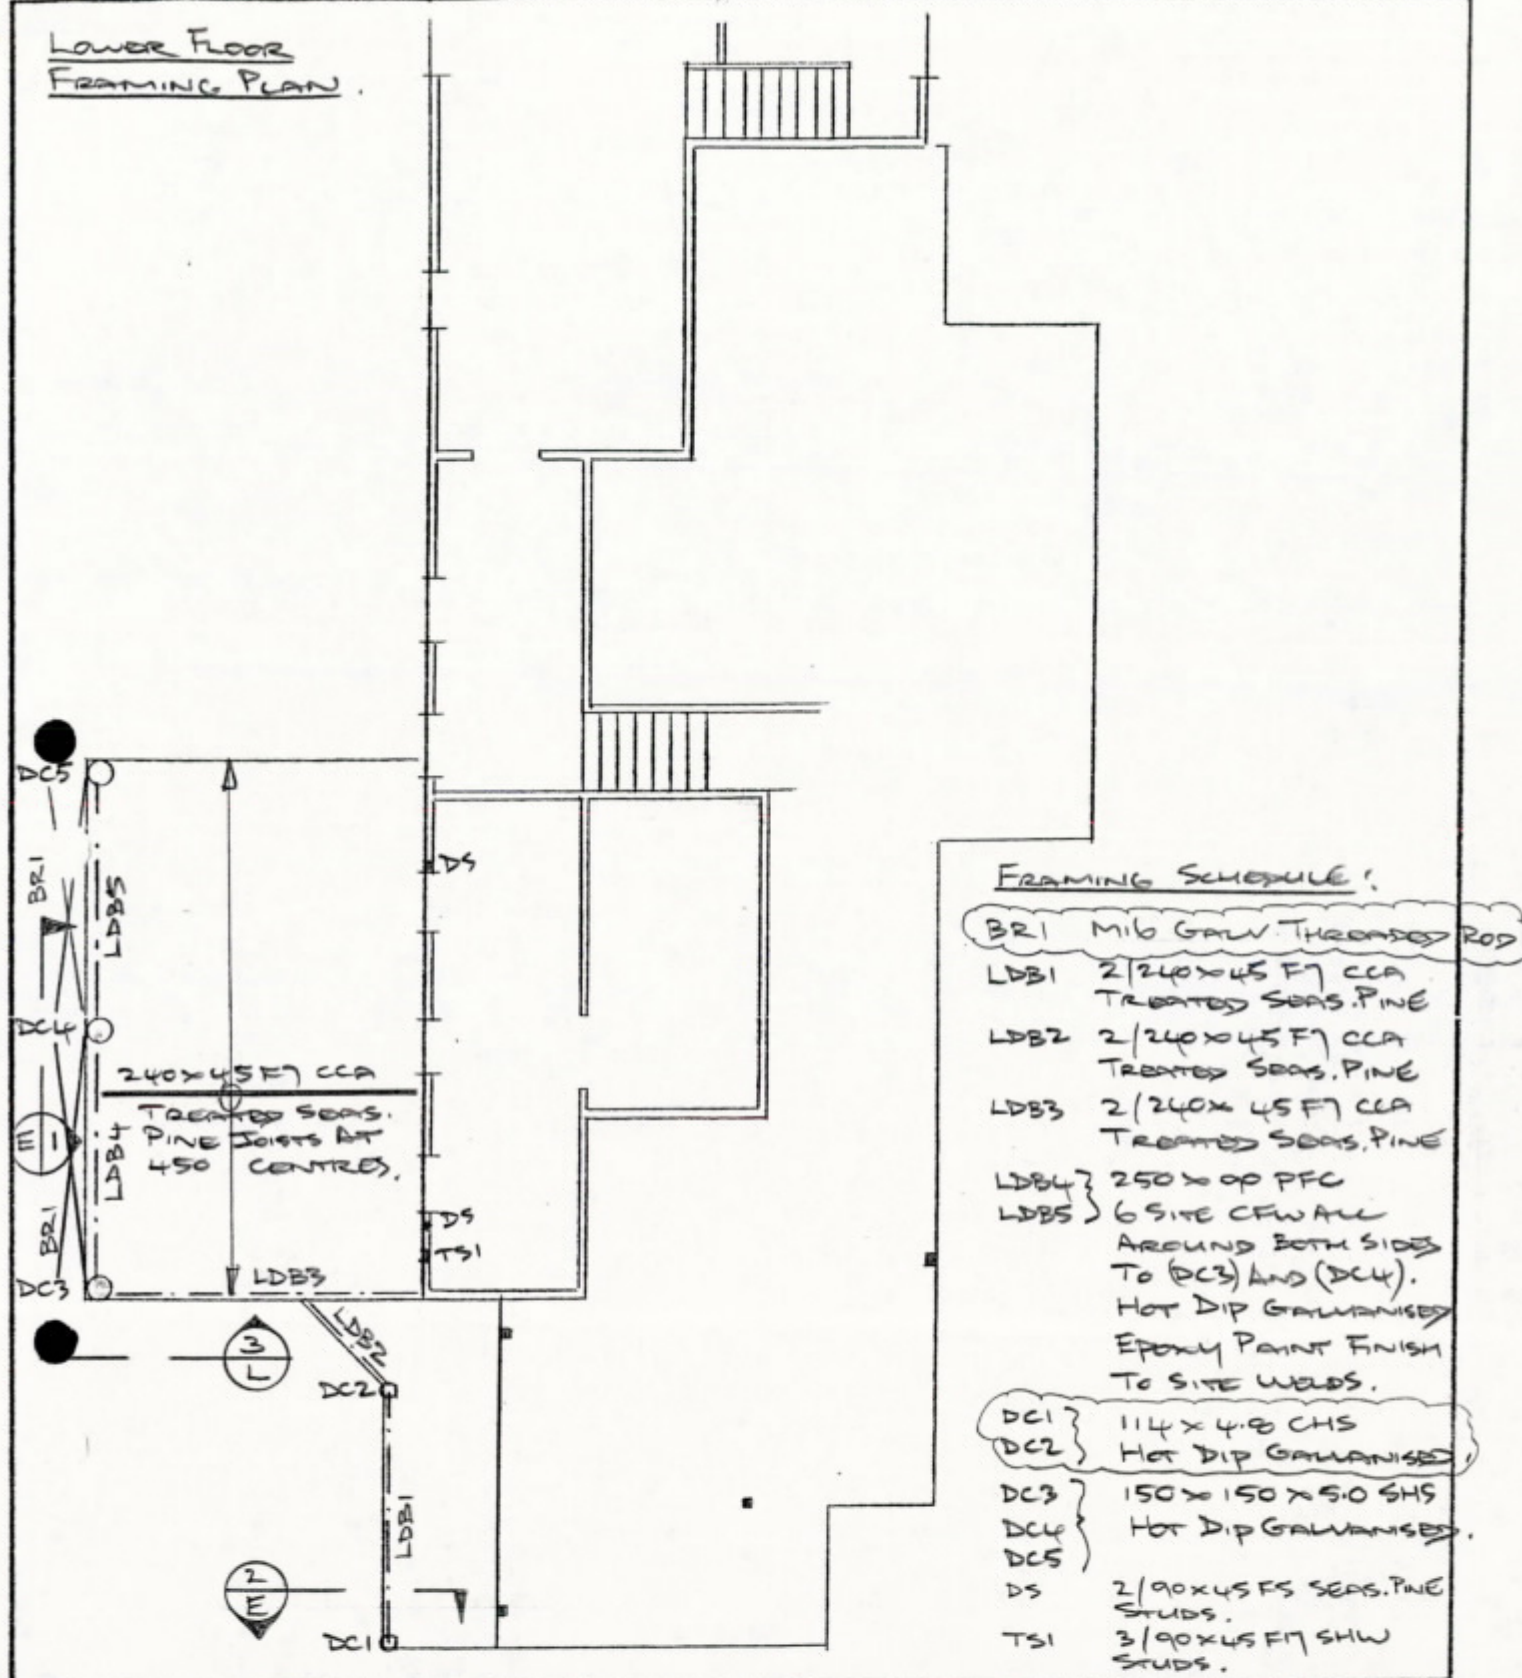 LOWER FLOOR
FRAMING PLAN.
DC5
BR1
LDB5
DS
DC4
240x45 F7 CCA
TREATED SEAS.
PINE JOISTS AT
450 CENTRES.
E
1
LDB4
BR1
DS
TS1
DC3
LDB3
3
L
LDB2
DC2
LDB1
2
E
DC1
FRAMING SCHEDULE:
BR1 M16 GALV. THREADED ROD
LDB1 2/240x45 F7 CCA
TREATED SEAS. PINE
LDB2 2/240x45 F7 CCA
TREATED SEAS. PINE
LDB3 2/240x45 F7 CCA
TREATED SEAS. PINE
LDB4 } 250x90 PFC
LDB5 } 6 SITE CFW ALL
AROUND BOTH SIDES
TO (DC3) AND (DC4).
HOT DIP GALVANISED
EPOXY PAINT FINISH
TO SITE WELDS.
DC1 } 114x4.8 CHS
DC2 } HOT DIP GALVANISED.
DC3 } 150x150x5.0 SHS
DC4 } HOT DIP GALVANISED.
DC5 }
DS 2/90x45 F5 SEAS. PINE
STUDS.
TS1 3/90x45 F17 SHW
STUDS.